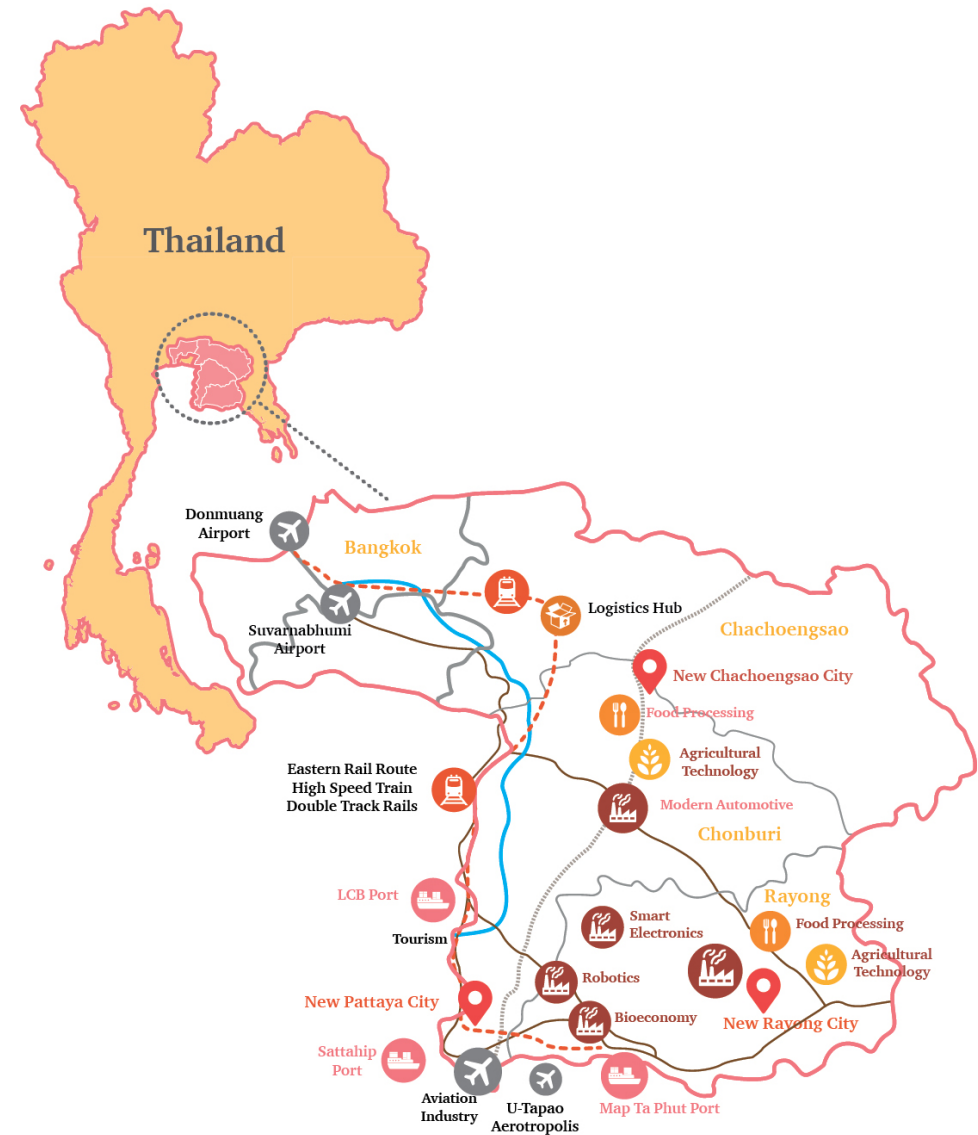 Thailand
Donmuang
Airport
Bangkok
Suvarnabhumi
Airport
Logistics Hub
Chachoengsao
New Chachoengsao City
Food Processing
Agricultural
Technology
Eastern Rail Route
High Speed Train
Double Track Rails
Modern Automotive
Chonburi
LCB Port
Rayong
Smart
Electronics
Food Processing
Tourism
Agricultural
Technology
Robotics
New Pattaya City
Bioeconomy
New Rayong City
Sattahip
Port
Aviation
Industry
U-Tapao
Aerotropolis
Map Ta Phut Port